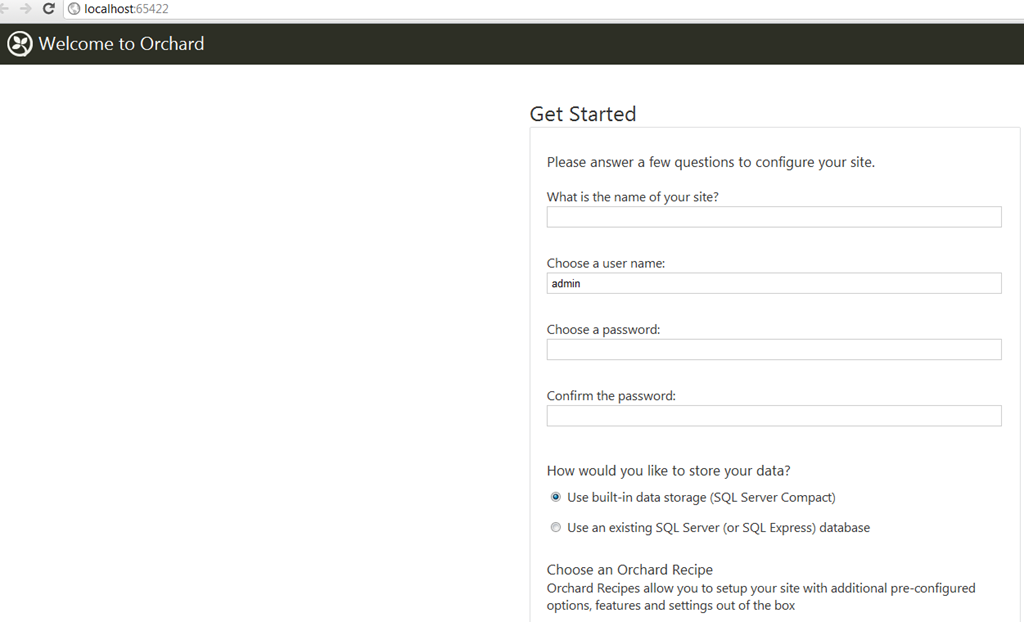 localhost:65422
Welcome to Orchard
Get Started
Please answer a few questions to configure your site.
What is the name of your site?
Choose a user name:
admin
Choose a password:
Confirm the password:
How would you like to store your data?
Use built-in data storage (SQL Server Compact)
Use an existing SQL Server (or SQL Express) database
Choose an Orchard Recipe
Orchard Recipes allow you to setup your site with additional pre-configured
options, features and settings out of the box